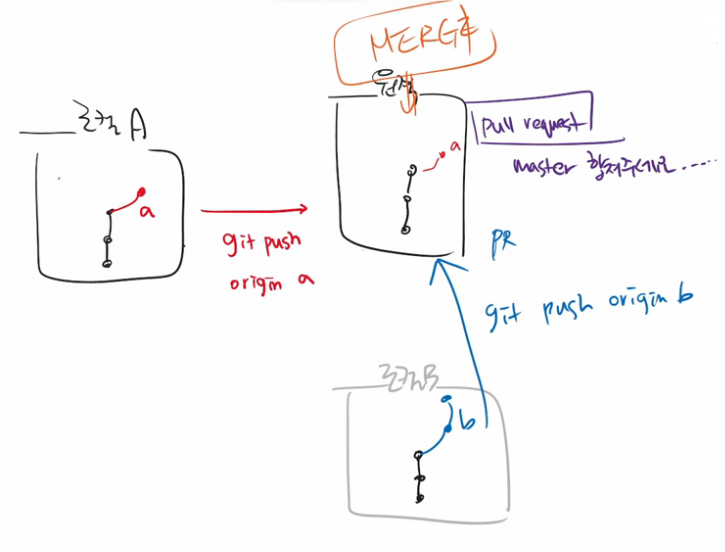 MERGE
로컬 A
원격
a
pull request
master 합쳐주세요.....
a
git push
origin a
PR
git push origin b
로컬B
b